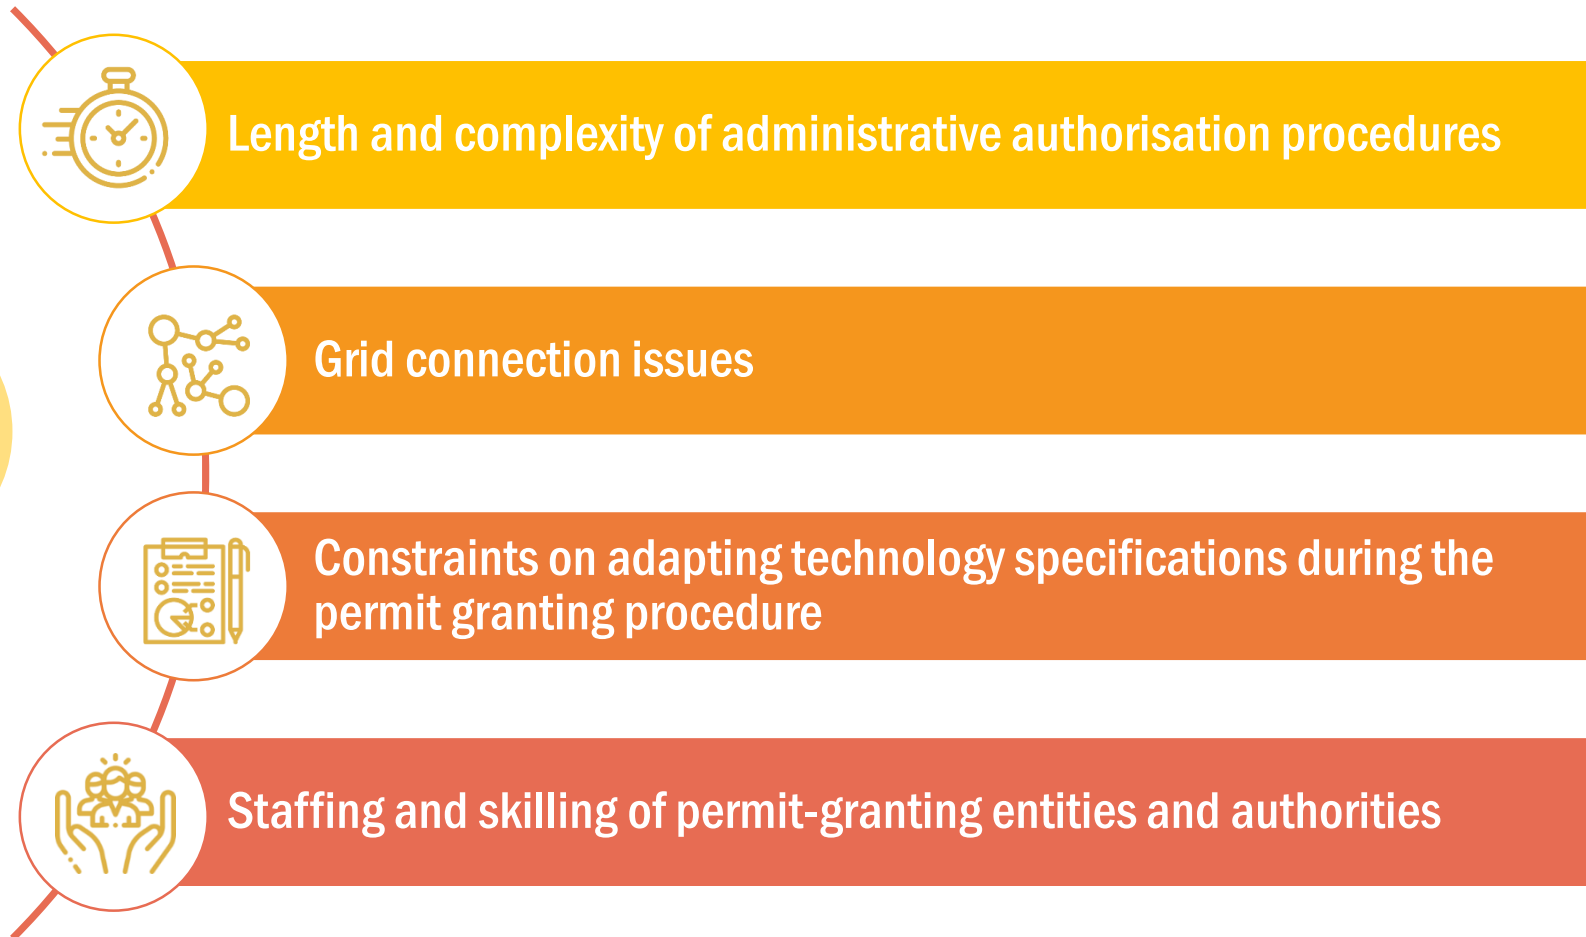 Length and complexity of administrative authorisation procedures
Grid connection issues
Constraints on adapting technology specifications during the
permit granting procedure
Staffing and skilling of permit-granting entities and authorities